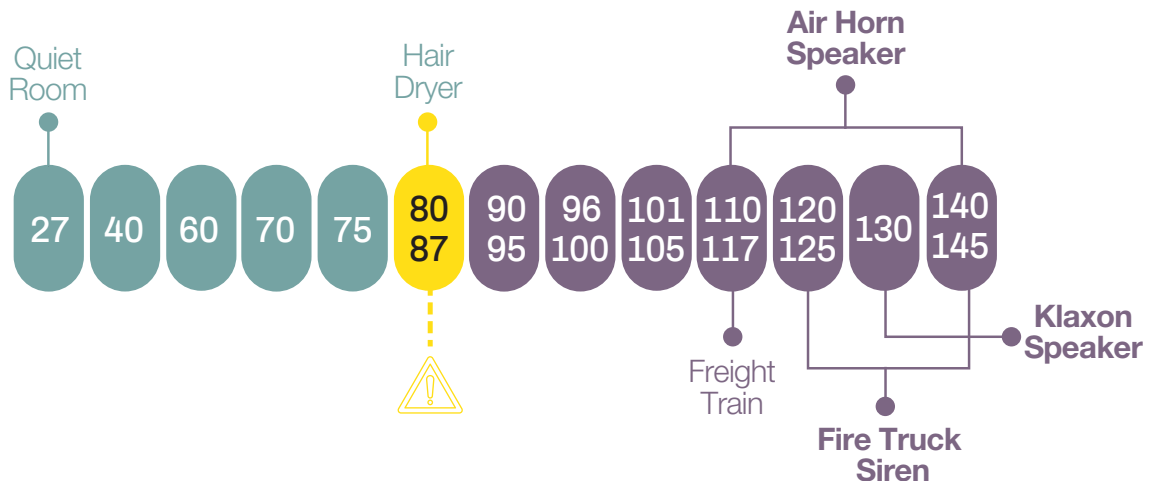 Quiet
Room
Hair
Dryer
Air Horn
Speaker
27
40
60
70
75
80
87
90
95
96
100
101
105
110
117
120
125
130
140
145
Freight
Train
Klaxon
Speaker
Fire Truck
Siren